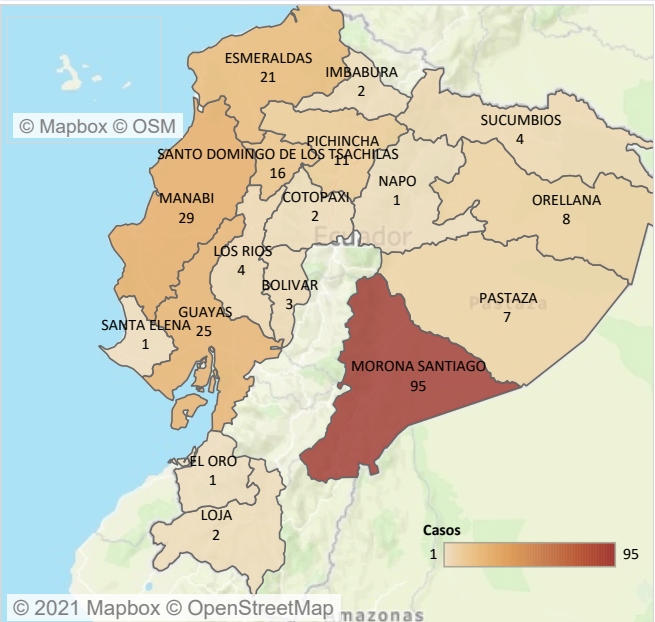 ESMERALDAS
21
IMBABURA
2
© Mapbox © OSM
SUCUMBIOS
4
PICHINCHA
11
SANTO DOMINGO DE LOS TSACHILAS
16
NAPO
1
MANABI
29
COTOPAXI
2
ORELLANA
8
Ecuador
LOS RIOS
4
BOLIVAR
3
PASTAZA
7
Pastaza
GUAYAS
25
SANTA ELENA
1
MORONA SANTIAGO
95
EL ORO
1
LOJA
2
Casos
1 95
© 2021 Mapbox © OpenStreetMap
Amazonas